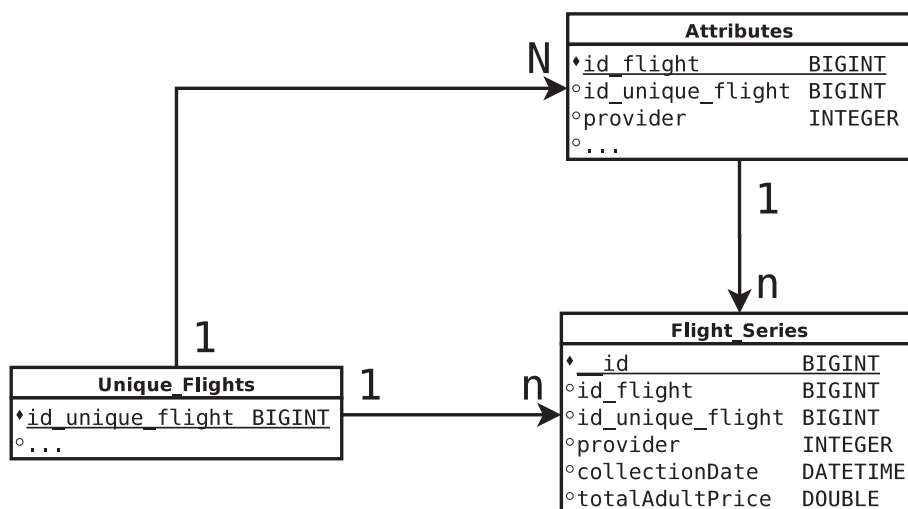 Attributes
id_flight BIGINT
id_unique_flight BIGINT
provider INTEGER
...
N
1
n
1
Unique_Flights
id_unique_flight BIGINT
...
1
n
Flight_Series
__id BIGINT
id_flight BIGINT
id_unique_flight BIGINT
provider INTEGER
collectionDate DATETIME
totalAdultPrice DOUBLE